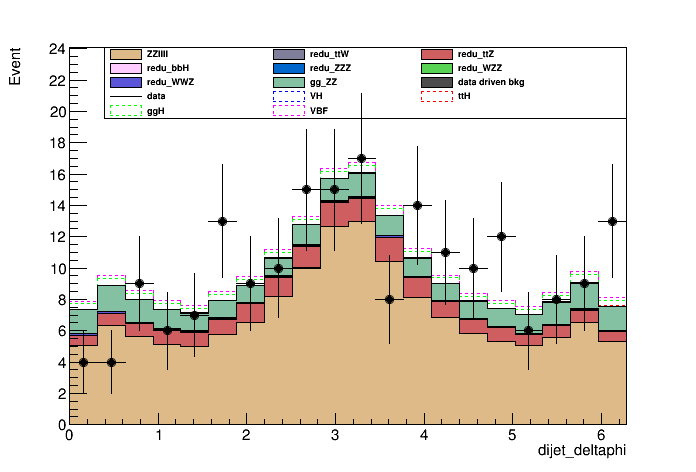 24
22
20
18
16
14
12
10
8
6
4
2
0
Event
ZZllll redu_ttW redu_ttZ
redu_bbH redu_ZZZ redu_WZZ
redu_WWZ gg_ZZ data driven bkg
data VH ttH
ggH VBF
0 1 2 3 4 5 6
dijet_deltaphi